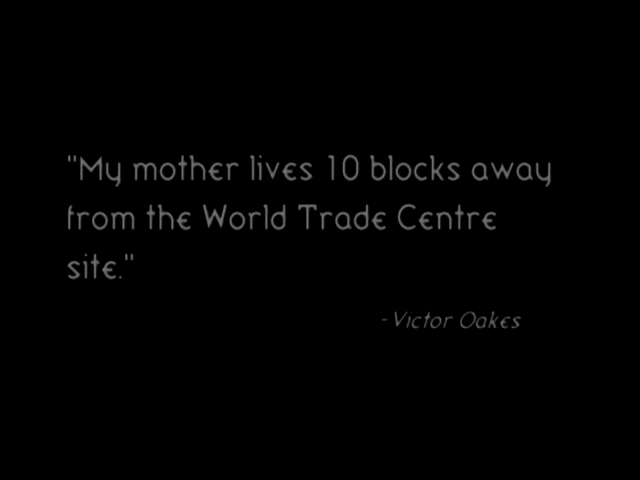 "My mother lives 10 blocks away
from the World Trade Centre
site."
- Victor Oakes